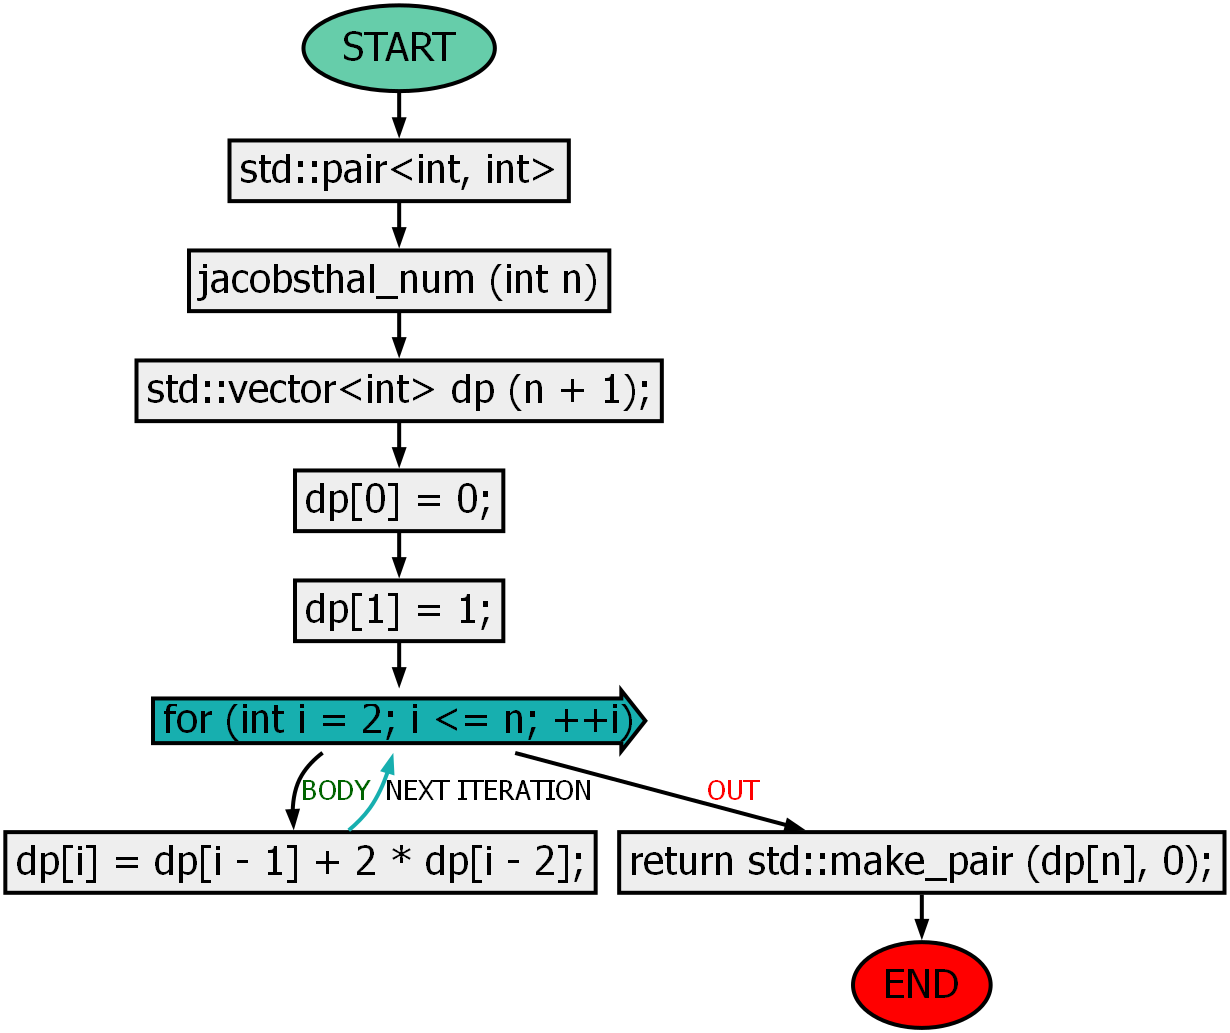 START
std::pair<int, int>
jacobsthal_num (int n)
std::vector<int> dp (n + 1);
dp[0] = 0;
dp[1] = 1;
for (int i = 2; i <= n; ++i)
BODY
NEXT ITERATION
OUT
dp[i] = dp[i - 1] + 2 * dp[i - 2];
return std::make_pair (dp[n], 0);
END